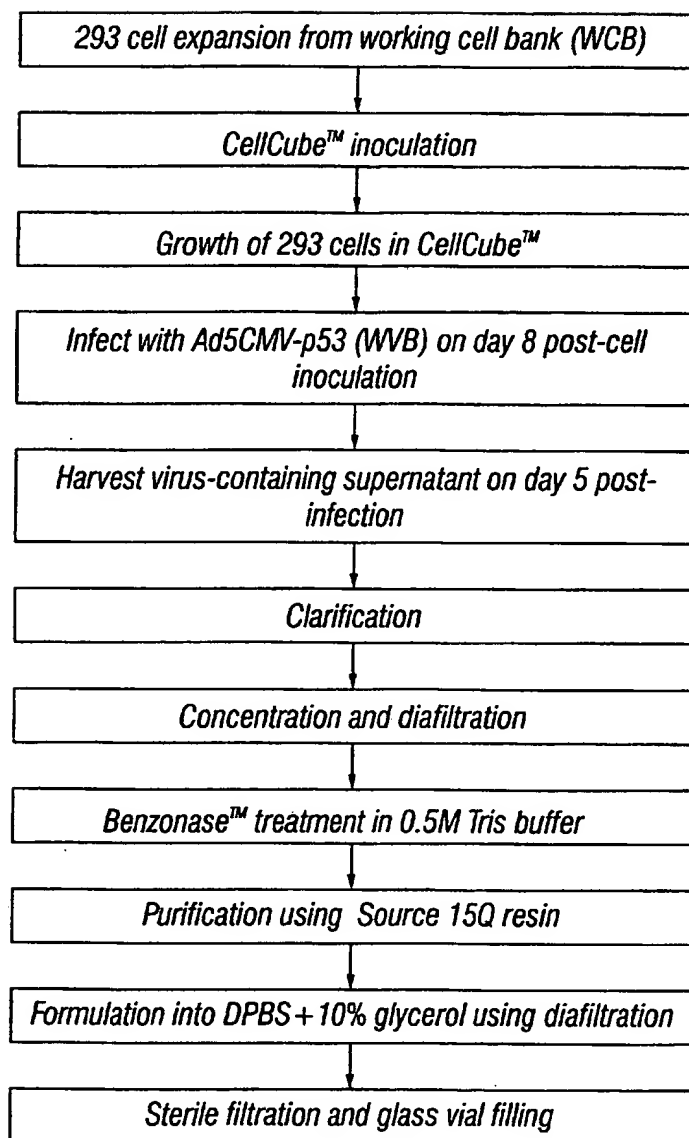 293 cell expansion from working cell bank (WCB)
CellCube™ inoculation
Growth of 293 cells in CellCube™
Infect with Ad5CMV-p53 (WVB) on day 8 post-cell
inoculation
Harvest virus-containing supernatant on day 5 post-
infection
Clarification
Concentration and diafiltration
Benzonase™ treatment in 0.5M Tris buffer
Purification using Source 15Q resin
Formulation into DPBS+10% glycerol using diafiltration
Sterile filtration and glass vial filling